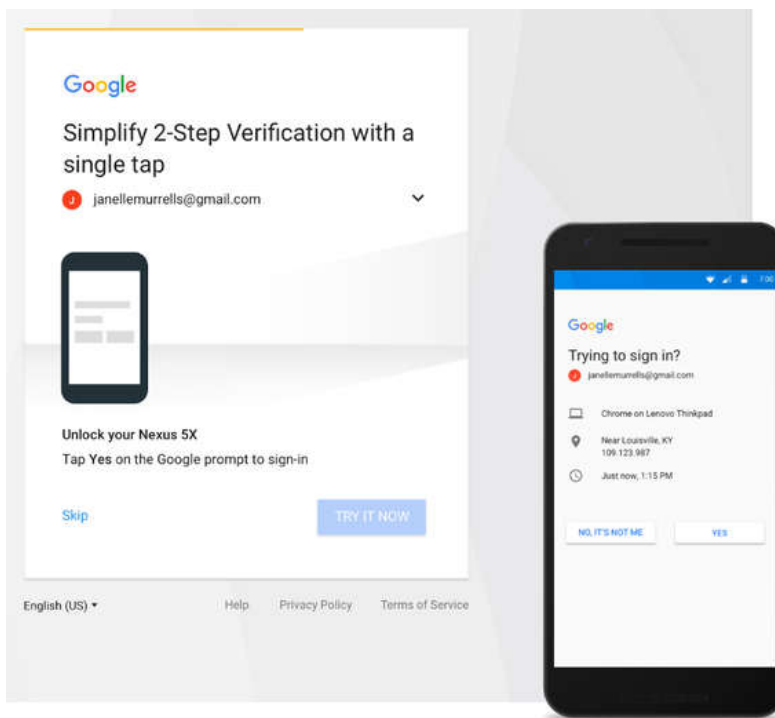 Google
Simplify 2-Step Verification with a
single tap
J janellemurrells@gmail.com
Unlock your Nexus 5X
Tap Yes on the Google prompt to sign-in
Skip
TRY IT NOW
English (US)
Help Privacy Policy Terms of Service
7:00
Google
Trying to sign in?
J janellemurrells@gmail.com
Chrome on Lenovo Thinkpad
Near Louisville, KY
109.123.987
Just now, 1:15 PM
NO, IT'S NOT ME
YES